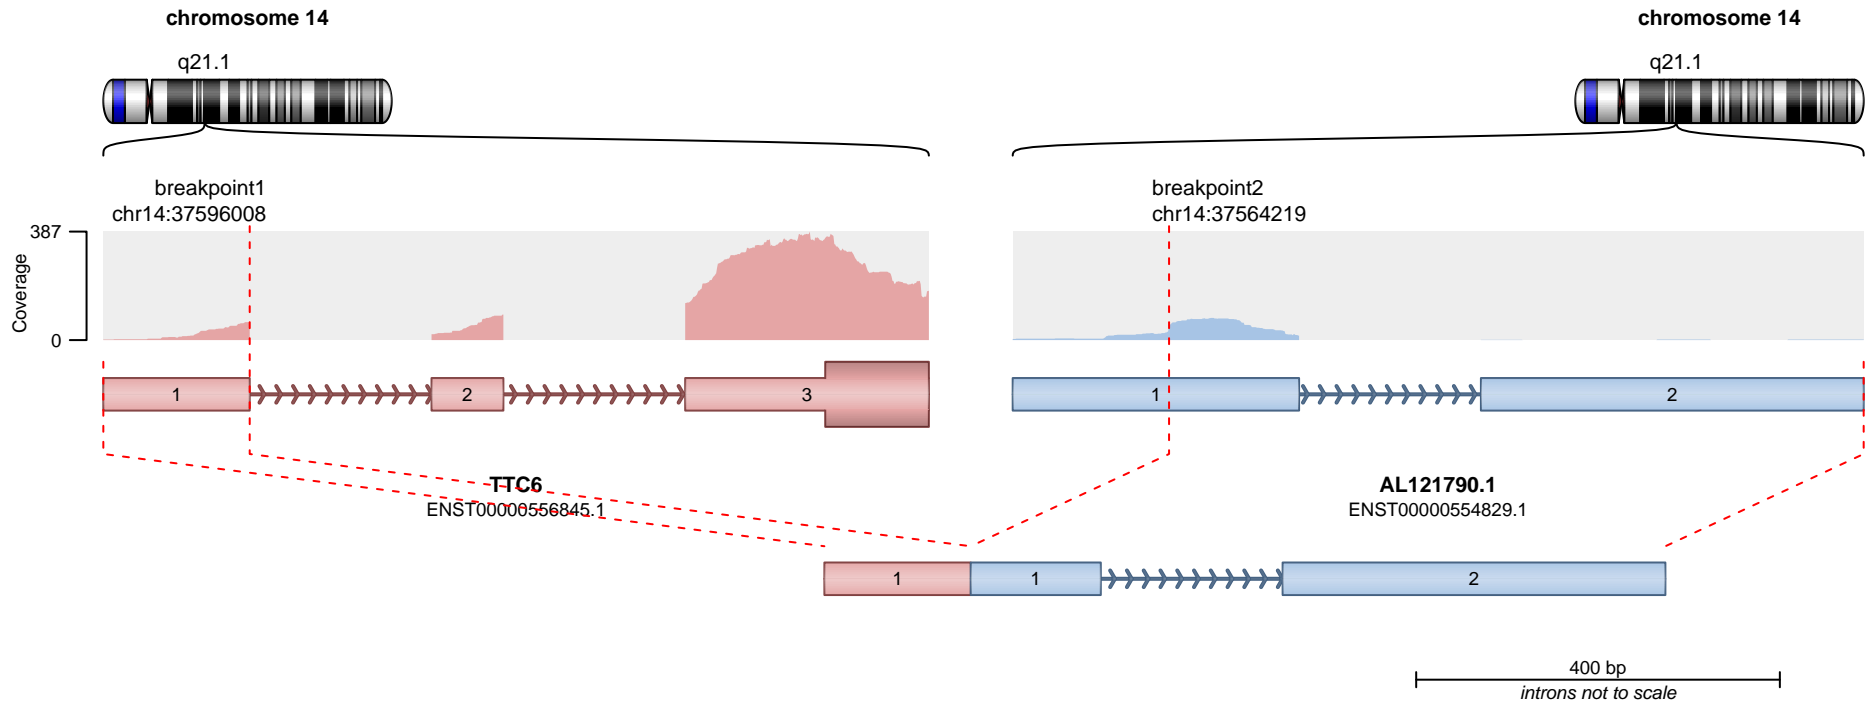 chromosome 14
chromosome 14
q21.1
q21.1
breakpoint1
chr14:37596008
breakpoint2
chr14:37564219
387
Coverage
0
1
2
3
1
2
TTC6
ENST00000556845.1
AL121790.1
ENST00000554829.1
1
1
2
400 bp
introns not to scale